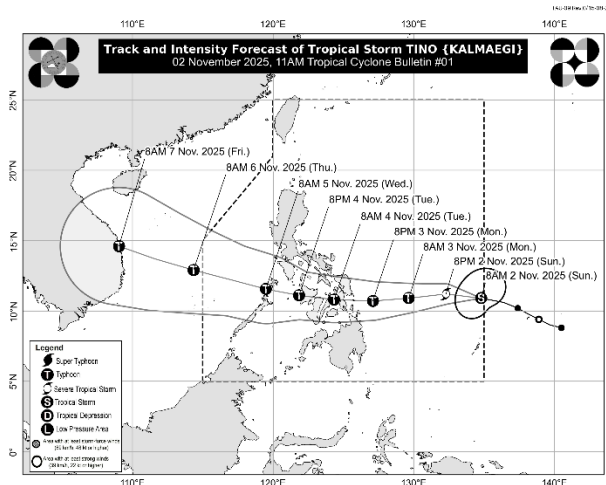 Track and Intensity Forecast of Tropical Storm TINO {KALMAEGI}
02 November 2025, 11AM Tropical Cyclone Bulletin #01
110°E 120°E 130°E 140°E
25°N
20°N
15°N
10°N
5°N
0°
8AM 7 Nov. 2025 (Fri.)
8AM 6 Nov. 2025 (Thu.)
8AM 5 Nov. 2025 (Wed.)
8PM 4 Nov. 2025 (Tue.)
8AM 4 Nov. 2025 (Tue.)
8PM 3 Nov. 2025 (Mon.)
8AM 3 Nov. 2025 (Mon.)
8PM 2 Nov. 2025 (Sun.)
8AM 2 Nov. 2025 (Sun.)
T T T T T T T S
Legend
Super Typhoon
T Typhoon
Severe Tropical Storm
S Tropical Storm
D Tropical Depression
L Low Pressure Area
110°E 120°E 130°E 140°E